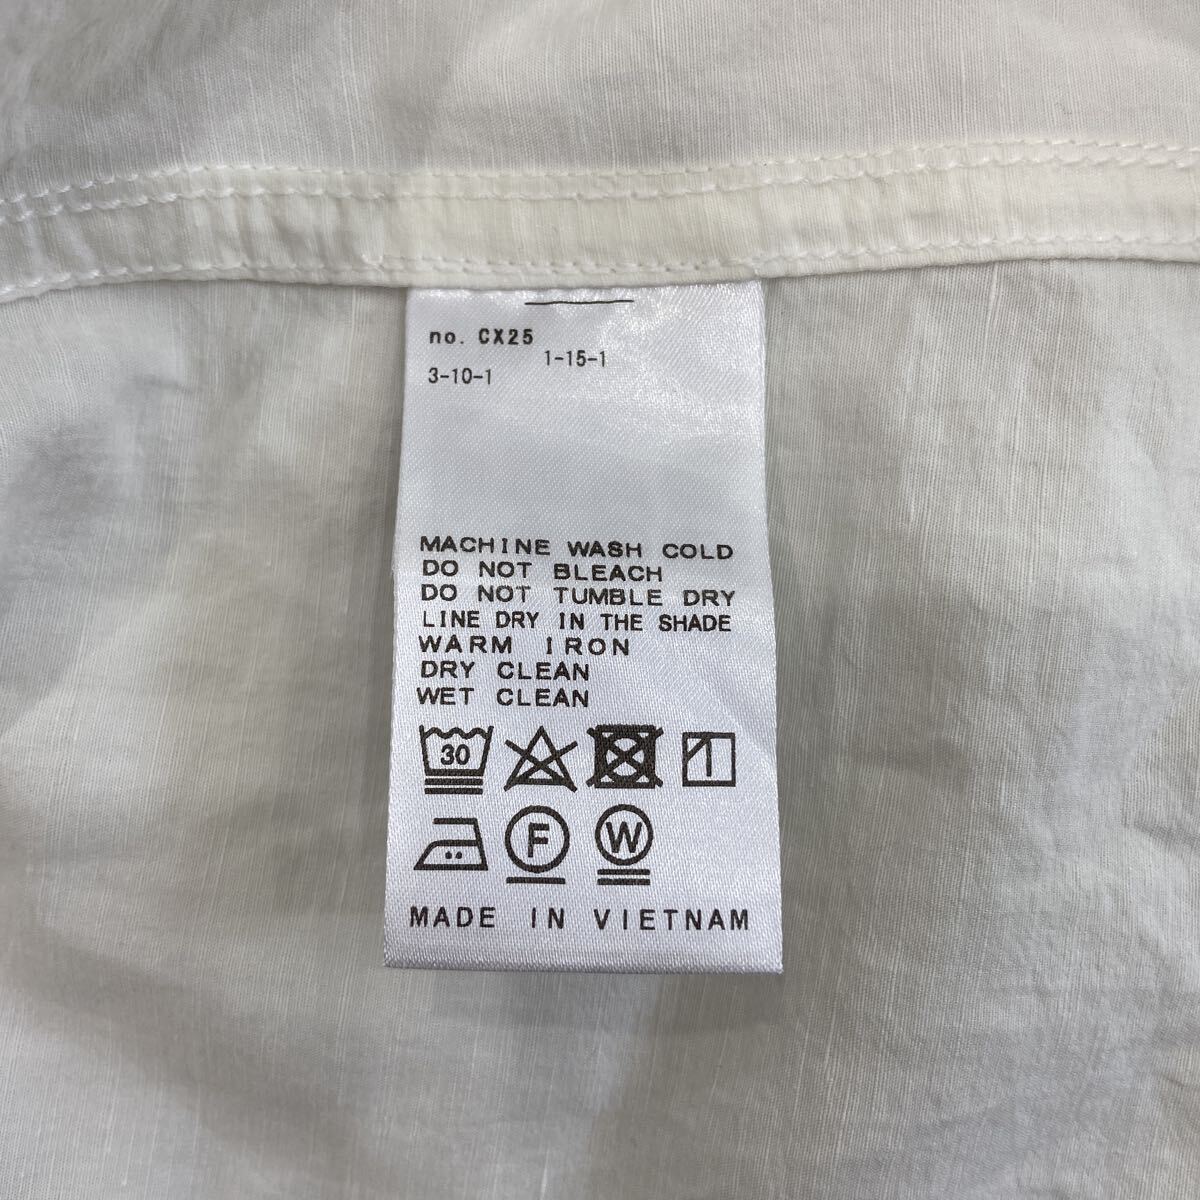 no. CX25
1-15-1
3-10-1
MACHINE WASH COLD
DO NOT BLEACH
DO NOT TUMBLE DRY
LINE DRY IN THE SHADE
WARM IRON
DRY CLEAN
WET CLEAN
30
F W
MADE IN VIETNAM